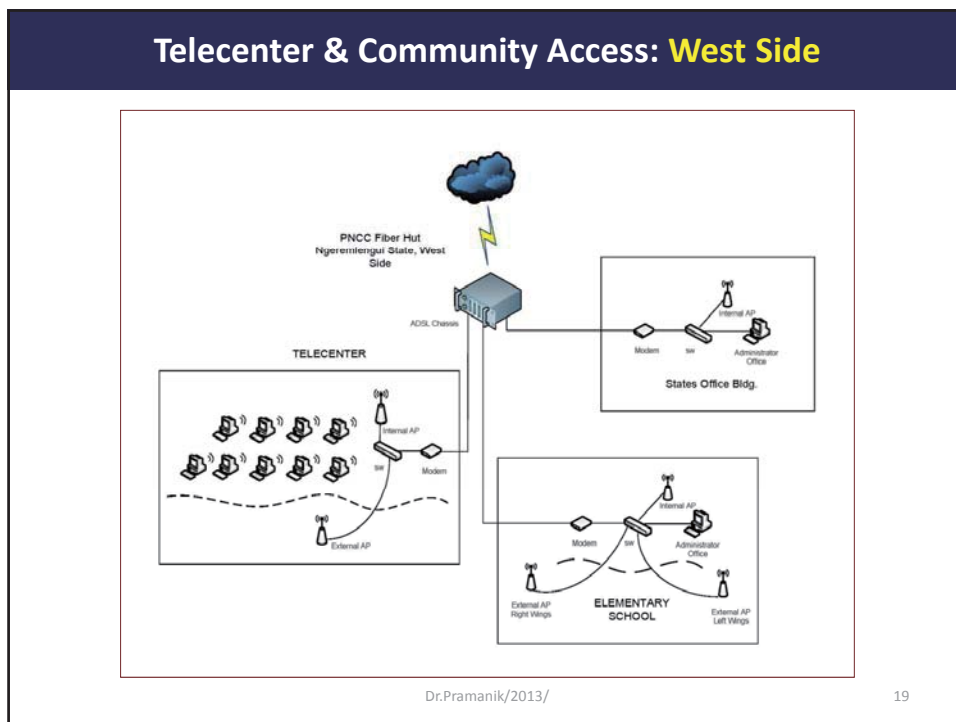 Telecenter & Community Access: West Side
PNCC Fiber Hut
Ngeremlengui State, West
Side
ADSL Chassis
Internal AP
Modem
sw
Administrator
Office
States Office Bldg.
TELECENTER
Internal AP
sw
Modem
External AP
Internal AP
Modem
sw
Administrator
Office
External AP
Right Wings
ELEMENTARY
SCHOOL
External AP
Left Wings
Dr.Pramanik/2013/
19